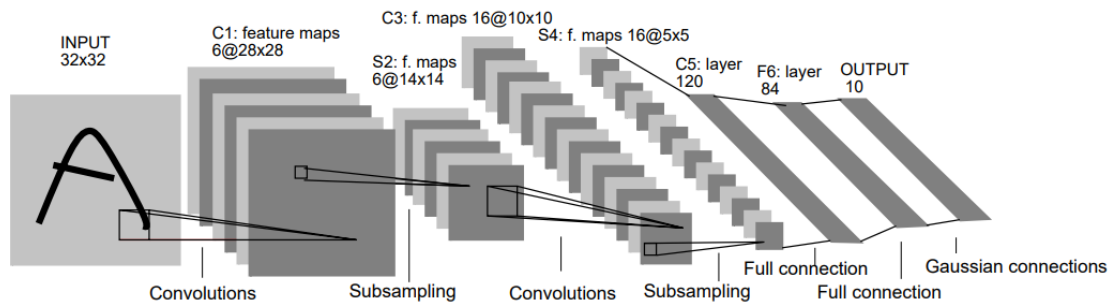 INPUT
32x32
C1: feature maps
6@28x28
S2: f. maps
6@14x14
C3: f. maps 16@10x10
S4: f. maps 16@5x5
C5: layer
120
F6: layer
84
OUTPUT
10
Convolutions
Subsampling
Convolutions
Subsampling
Full connection
Full connection
Gaussian connections